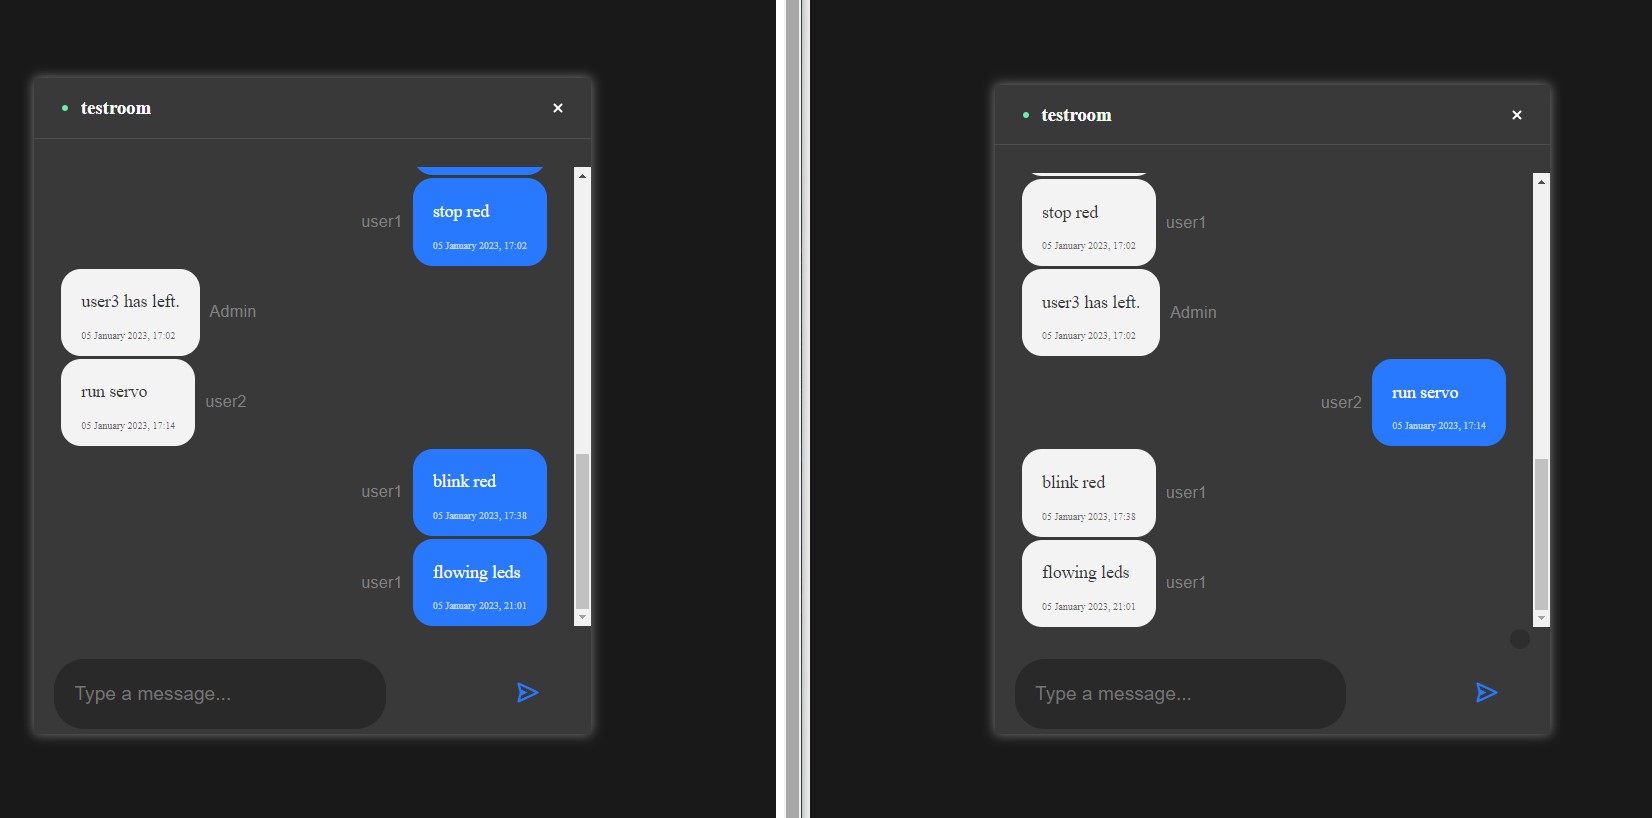 testroom
×
stop red
05 January 2023, 17:02
user1
user3 has left.
05 January 2023, 17:02
Admin
run servo
05 January 2023, 17:14
user2
blink red
05 January 2023, 17:38
user1
flowing leds
05 January 2023, 21:01
user1
Type a message...
testroom
×
stop red
05 January 2023, 17:02
user1
user3 has left.
05 January 2023, 17:02
Admin
run servo
05 January 2023, 17:14
user2
blink red
05 January 2023, 17:38
user1
flowing leds
05 January 2023, 21:01
user1
Type a message...